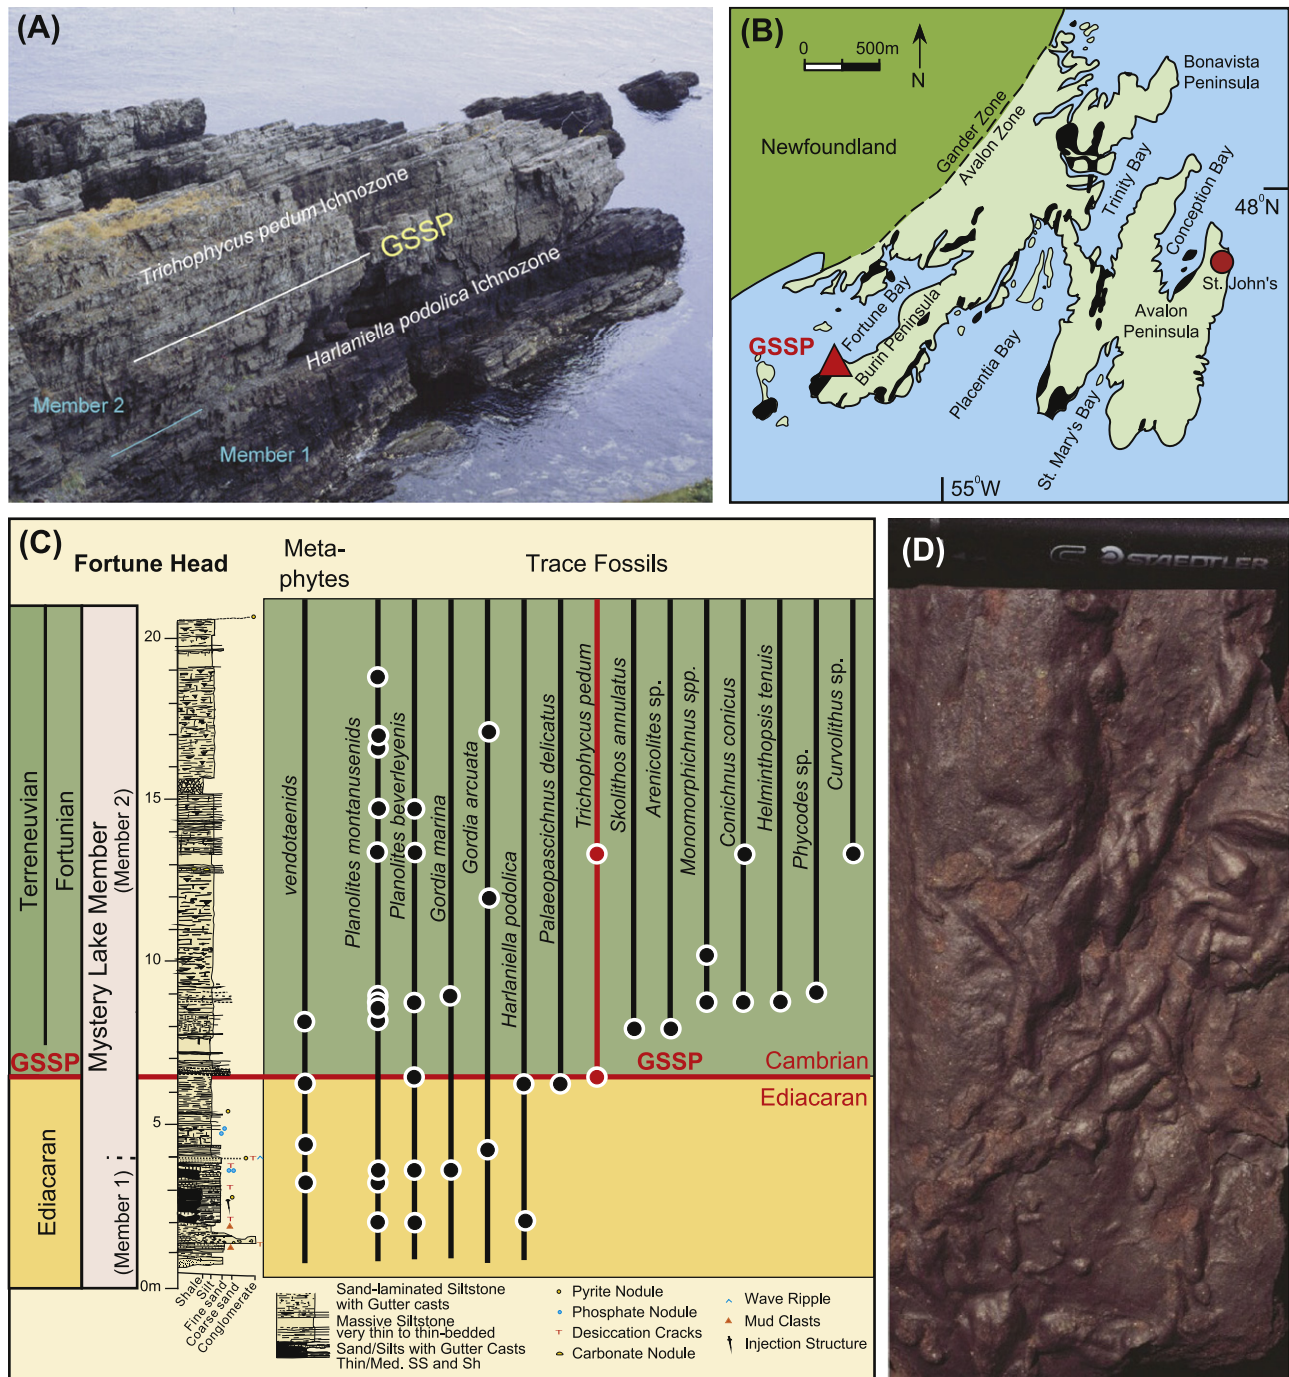 (A)
Trichophycus pedum Ichnozone
GSSP
Harlaniella podolica Ichnozone
Member 2
Member 1
(B)
0 500m
N
Bonavista
Peninsula
Newfoundland
Gander Zone
Avalon Zone
Trinity Bay
Conception Bay
48°N
St. John's
Avalon
Peninsula
Fortune Bay
GSSP
Burin Peninsula
Placentia Bay
St. Mary's Bay
55°W
(C)
Fortune Head
Meta-
phytes
Trace Fossils
Terreneuvian
Fortunian
GSSP
Ediacaran
Mystery Lake Member
(Member 2)
(Member 1)
20
15
10
5
0m
Shale
Silt
Fine sand
Coarse sand
Conglomerate
vendotaenids
Planolites montanusenids
Planolites beverleyenis
Gordia marina
Gordia arcuata
Harlaniella podolica
Palaeopascichnus delicatus
Trichophycus pedum
Skolithos annulatus
Arenicolites sp.
Monomorphichnus spp.
Conichnus conicus
Helminthopsis tenuis
Phycodes sp.
Curvolithus sp.
GSSP
Cambrian
Ediacaran
Sand-laminated Siltstone
with Gutter casts
Massive Siltstone
very thin to thin-bedded
Sand/Silts with Gutter Casts
Thin/Med. SS and Sh
Pyrite Nodule
Phosphate Nodule
Desiccation Cracks
Carbonate Nodule
Wave Ripple
Mud Clasts
Injection Structure
(D)
STAEDTLER